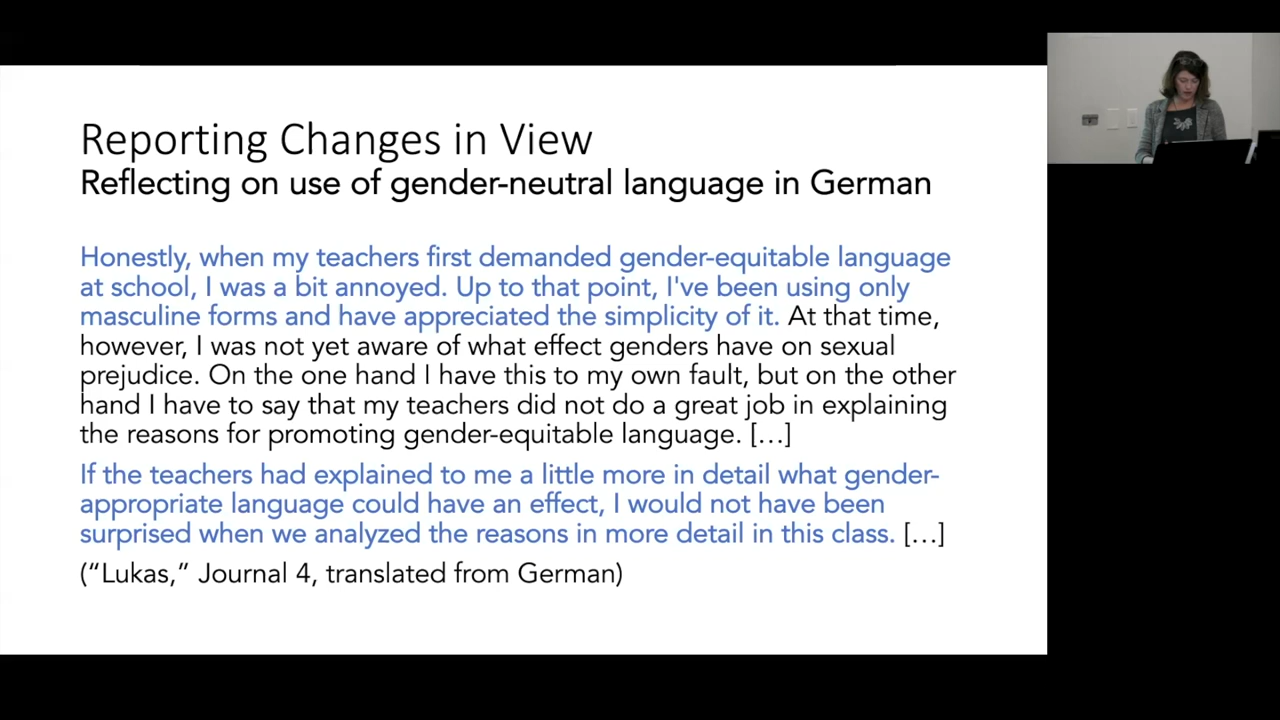 Reporting Changes in View
Reflecting on use of gender-neutral language in German
Honestly, when my teachers first demanded gender-equitable language
at school, I was a bit annoyed. Up to that point, I've been using only
masculine forms and have appreciated the simplicity of it. At that time,
however, I was not yet aware of what effect genders have on sexual
prejudice. On the one hand I have this to my own fault, but on the other
hand I have to say that my teachers did not do a great job in explaining
the reasons for promoting gender-equitable language. […]
If the teachers had explained to me a little more in detail what gender-
appropriate language could have an effect, I would not have been
surprised when we analyzed the reasons in more detail in this class. […]
(“Lukas,” Journal 4, translated from German)